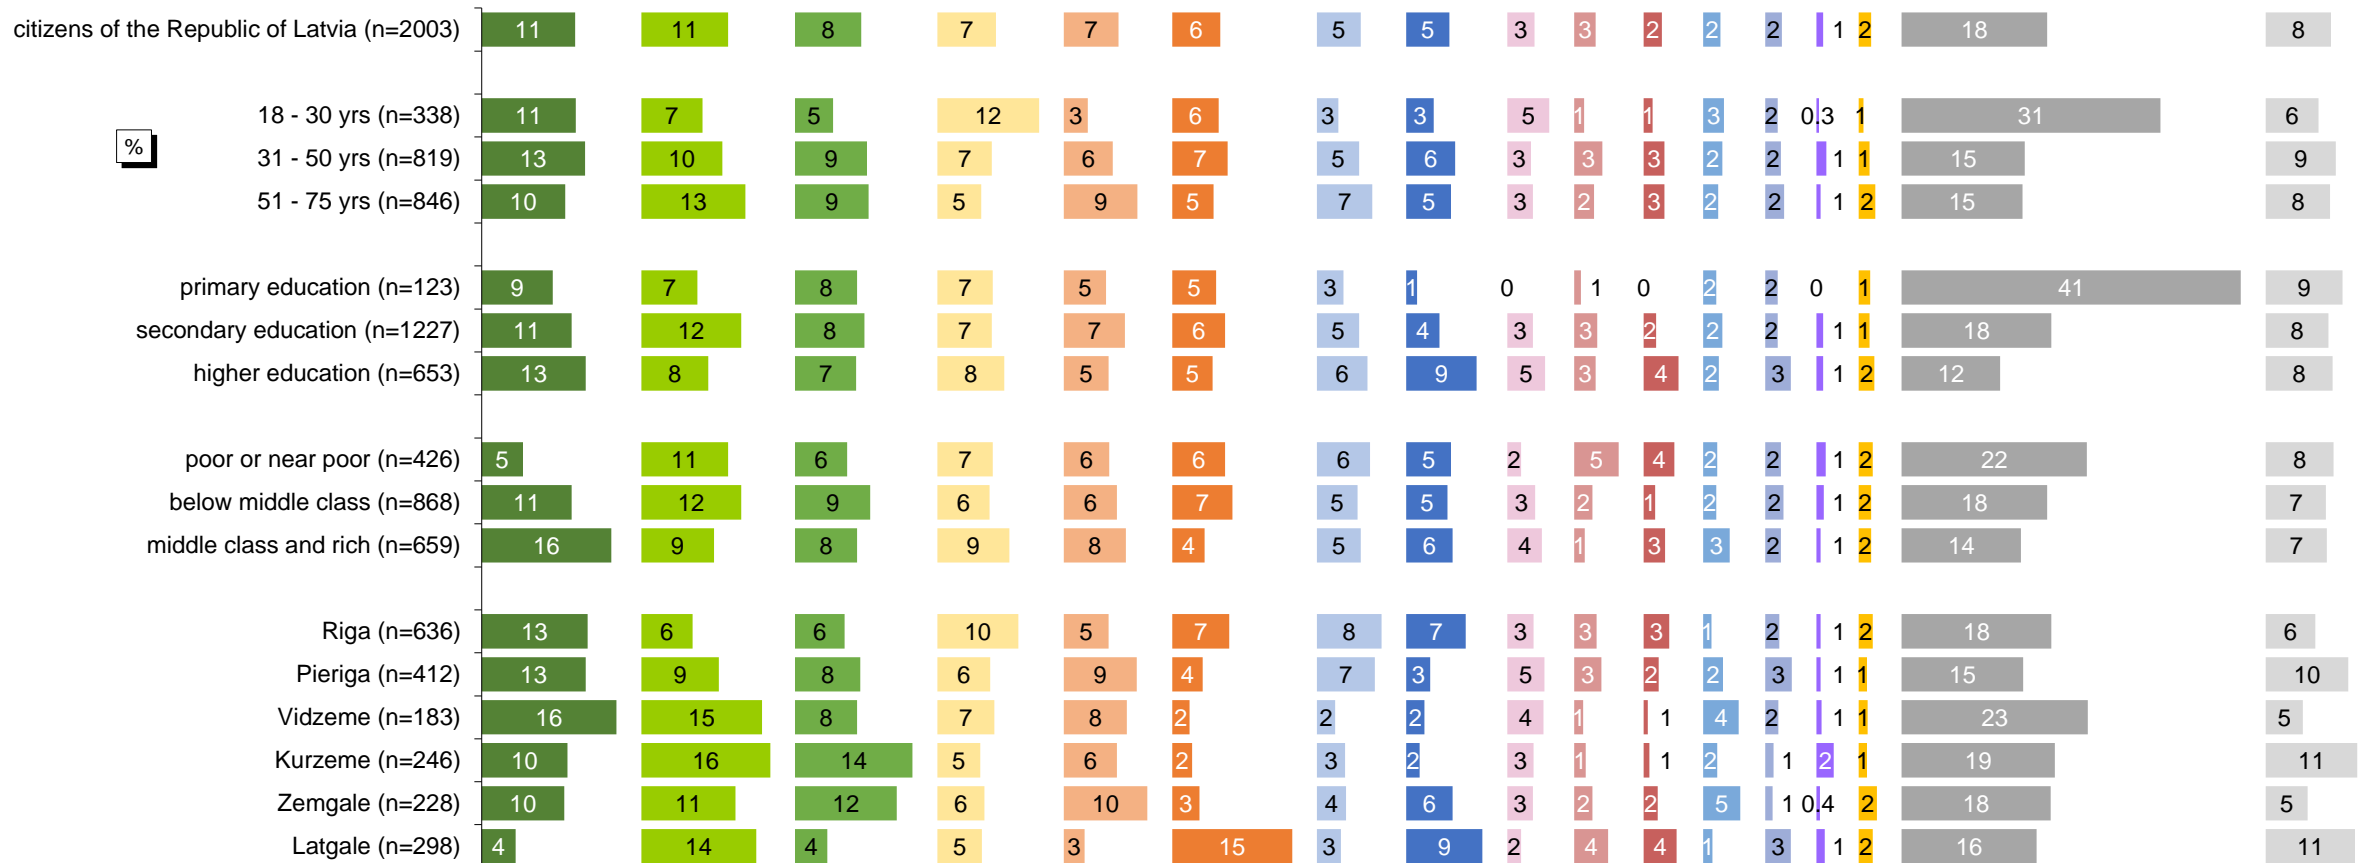 citizens of the Republic of Latvia (n=2003) 11 11 8 7 7 6 5 5 3 3 2 2 2 1 2 18 8
18 - 30 yrs (n=338) 11 7 5 12 3 6 3 3 5 1 1 3 2 0.3 1 31 6
%
31 - 50 yrs (n=819) 13 10 9 7 6 7 5 6 3 3 3 2 2 1 1 15 9
51 - 75 yrs (n=846) 10 13 9 5 9 5 7 5 3 2 3 2 2 1 2 15 8
primary education (n=123) 9 7 8 7 5 5 3 1 0 1 0 2 2 0 1 41 9
secondary education (n=1227) 11 12 8 7 7 6 5 4 3 3 2 2 2 1 1 18 8
higher education (n=653) 13 8 7 8 5 5 6 9 5 3 4 2 3 1 2 12 8
poor or near poor (n=426) 5 11 6 7 6 6 6 5 2 5 4 2 2 1 2 22 8
below middle class (n=868) 11 12 9 6 6 7 5 5 3 2 1 2 2 1 2 18 7
middle class and rich (n=659) 16 9 8 9 8 4 5 6 4 1 3 3 2 1 2 14 7
Riga (n=636) 13 6 6 10 5 7 8 7 3 3 3 1 2 1 2 18 6
Pieriga (n=412) 13 9 8 6 9 4 7 3 5 3 2 2 3 1 1 15 10
Vidzeme (n=183) 16 15 8 7 8 2 2 2 4 1 1 4 2 1 1 23 5
Kurzeme (n=246) 10 16 14 5 6 2 3 2 3 1 1 2 1 2 1 19 11
Zemgale (n=228) 10 11 12 6 10 3 4 6 3 2 2 5 1 0.4 2 18 5
Latgale (n=298) 4 14 4 5 3 15 3 9 2 4 4 1 3 1 2 16 11